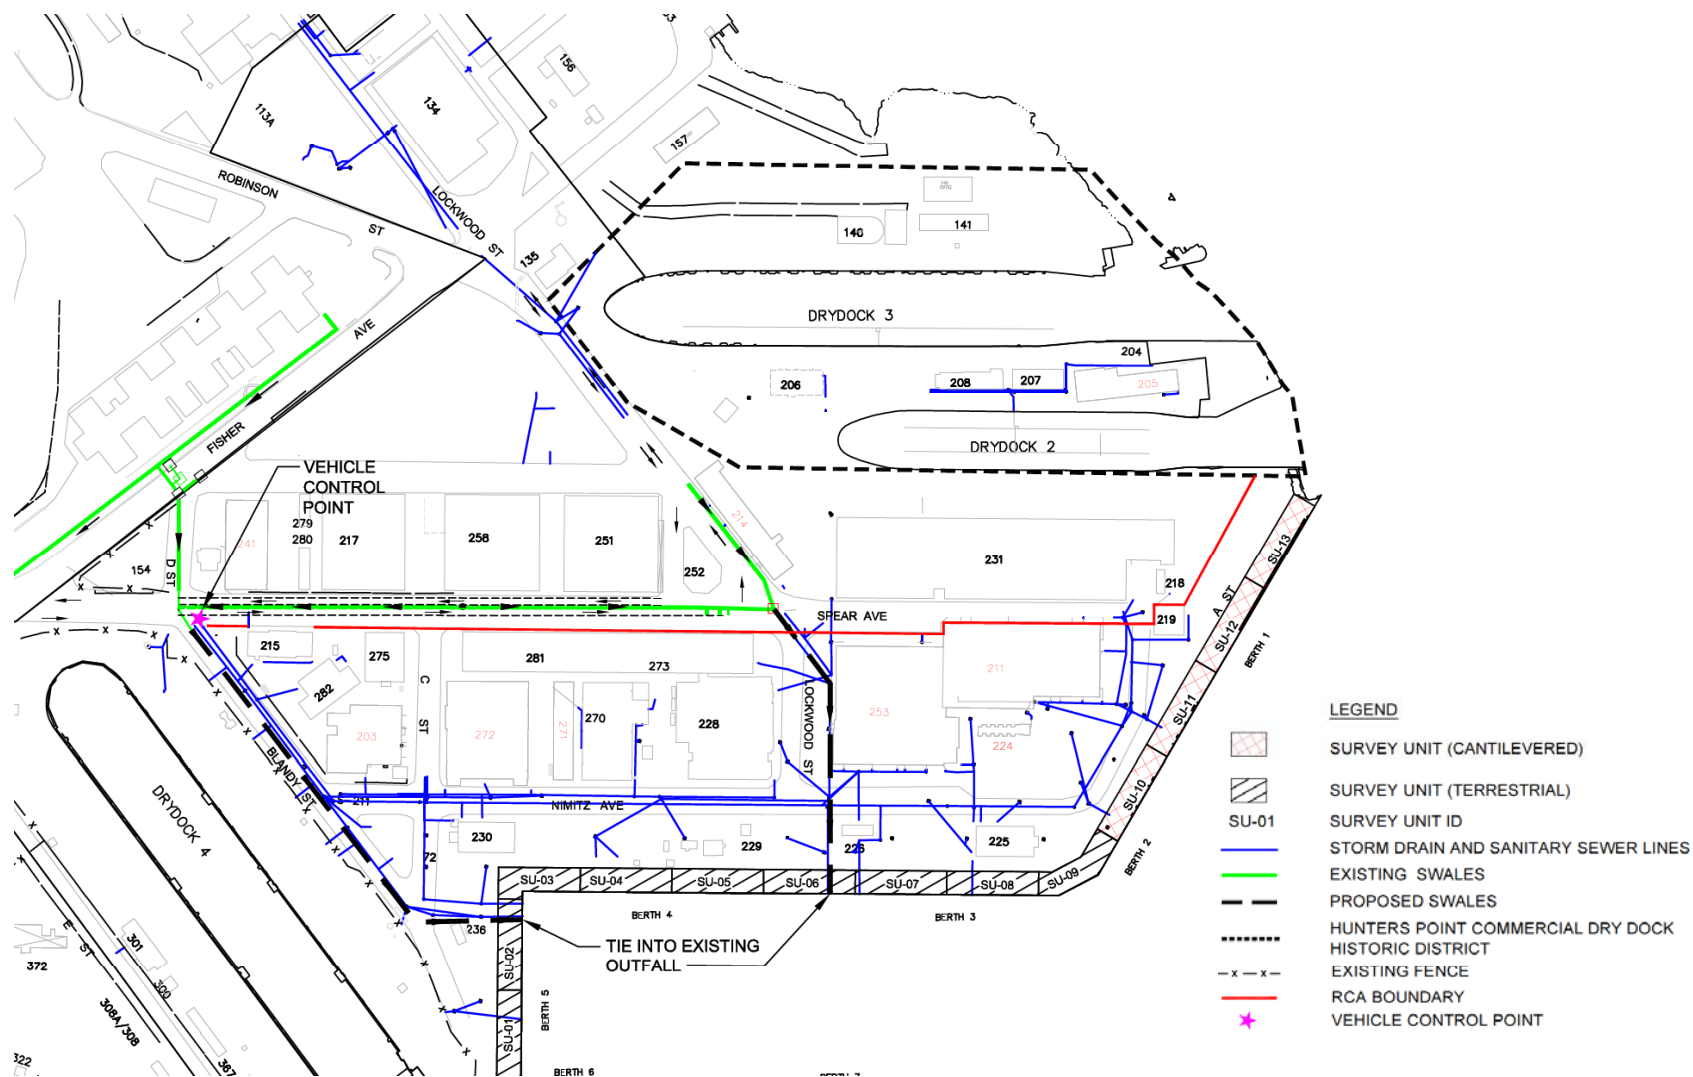 156
134
113A
157
ROBINSON
ST
LOCKWOOD ST
135
140
141
DRYDOCK 3
AVE
FISHER
204
206
208
207
205
DRYDOCK 2
VEHICLE
CONTROL
POINT
279
280
241
217
258
251
214
252
231
218
219
154
D ST
SPEAR AVE
A ST
SU-13
SU-12
SU-11
SU-10
BERTH 1
BERTH 2
215
275
281
273
282
C
ST
203
272
271
270
228
LOCKWOOD ST
253
211
224
BLANDY ST
DRYDOCK 4
211
NIMITZ AVE
230
229
226
225
72
SU-03
SU-04
SU-05
SU-06
SU-07
SU-08
SU-09
BERTH 4
BERTH 3
236
TIE INTO EXISTING
OUTFALL
SU-02
SU-01
BERTH 5
BERTH 6
E ST
301
300
372
308A/308
367
322
LEGEND
SURVEY UNIT (CANTILEVERED)
SURVEY UNIT (TERRESTRIAL)
SU-01 SURVEY UNIT ID
STORM DRAIN AND SANITARY SEWER LINES
EXISTING SWALES
PROPOSED SWALES
HUNTERS POINT COMMERCIAL DRY DOCK
HISTORIC DISTRICT
EXISTING FENCE
RCA BOUNDARY
VEHICLE CONTROL POINT